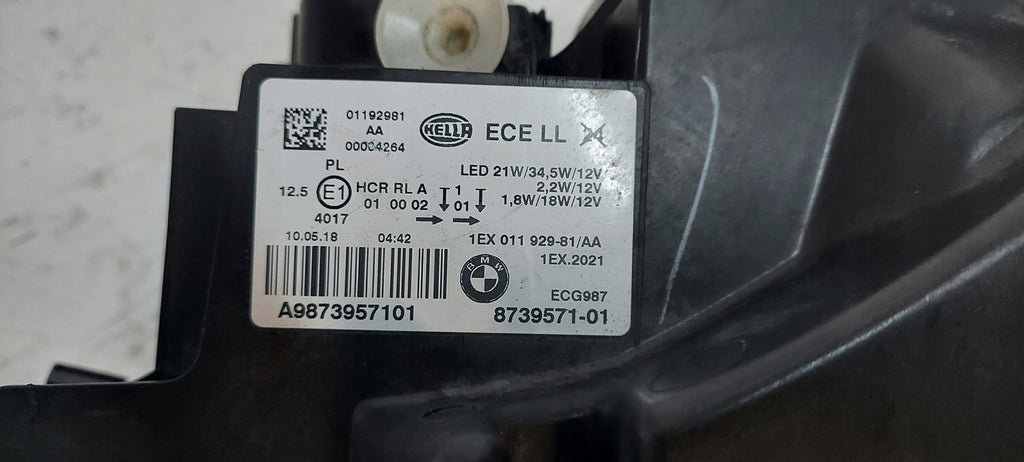 01192981
AA
00004264
HELLA
ECE LL
PL
12.5 E1 HCR RL A 1
01 00 02 01
4017
LED 21W/34,5W/12V
2,2W/12V
1,8W/18W/12V
10.05.18 04:42
1EX 011 929-81/AA
1EX.2021
BMW
ECG987
A9873957101
8739571-01